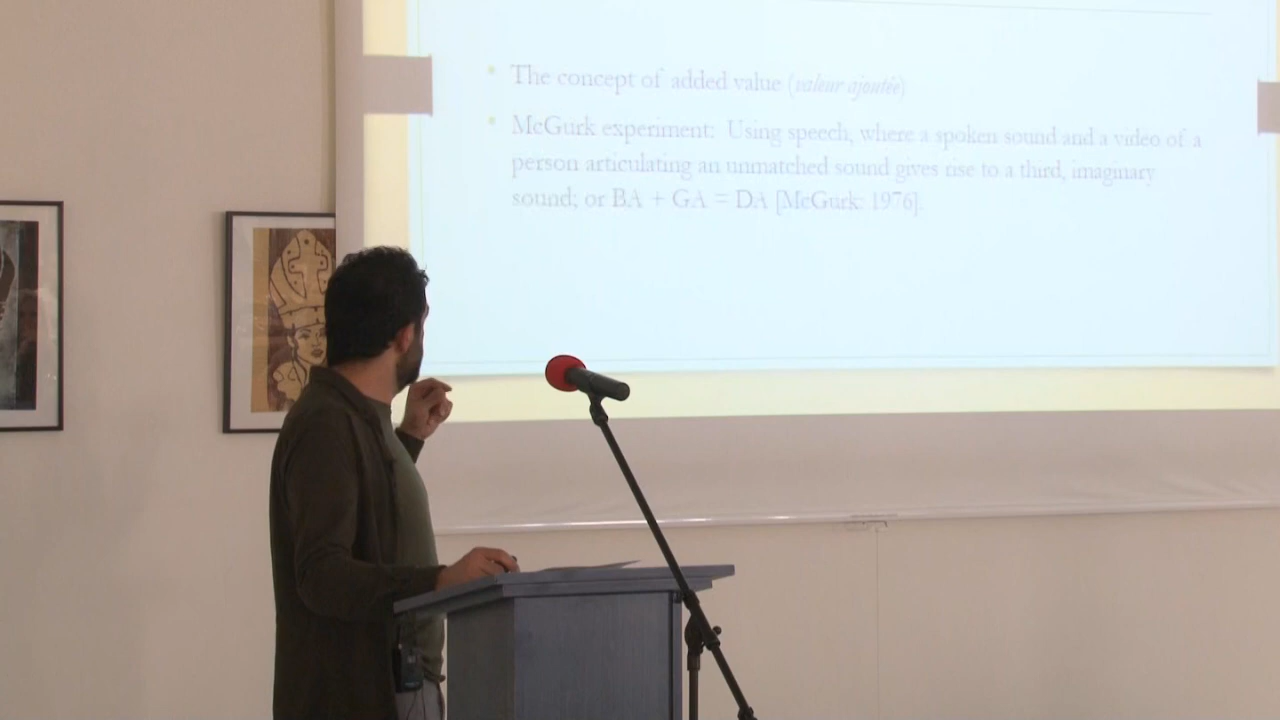 The concept of added value (valeur ajoutée)
McGurk experiment: Using speech, where a spoken sound and a video of a
person articulating an unmatched sound gives rise to a third, imaginary
sound; or BA + GA = DA [McGurk: 1976].